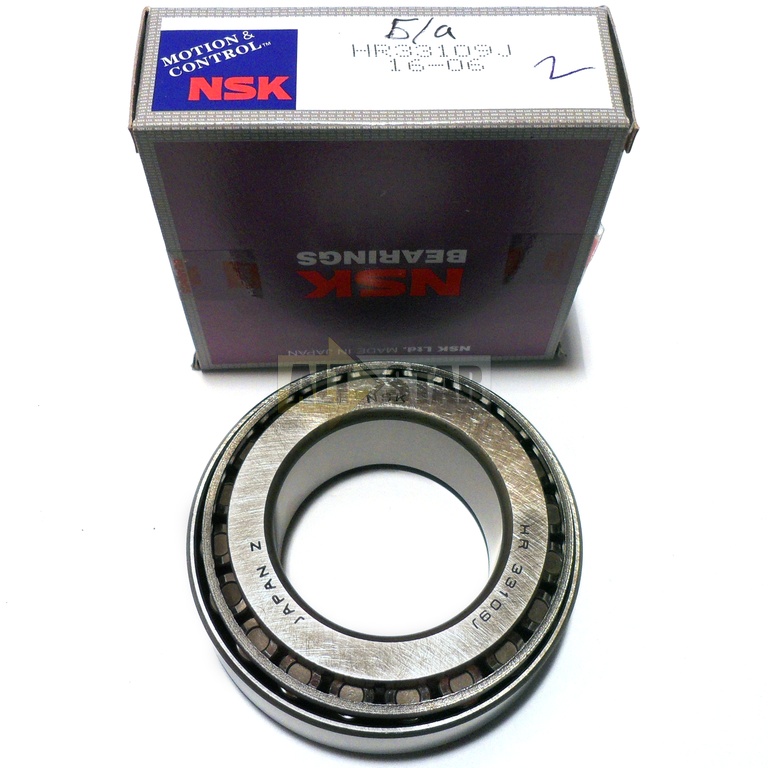 MOTION &
CONTROL™
NSK
Б/а
HR33109J
16-06
2
NSK
BEARINGS
NSK Ltd. MADE IN JAPAN
NSK
HR 33109J
JAPAN Z